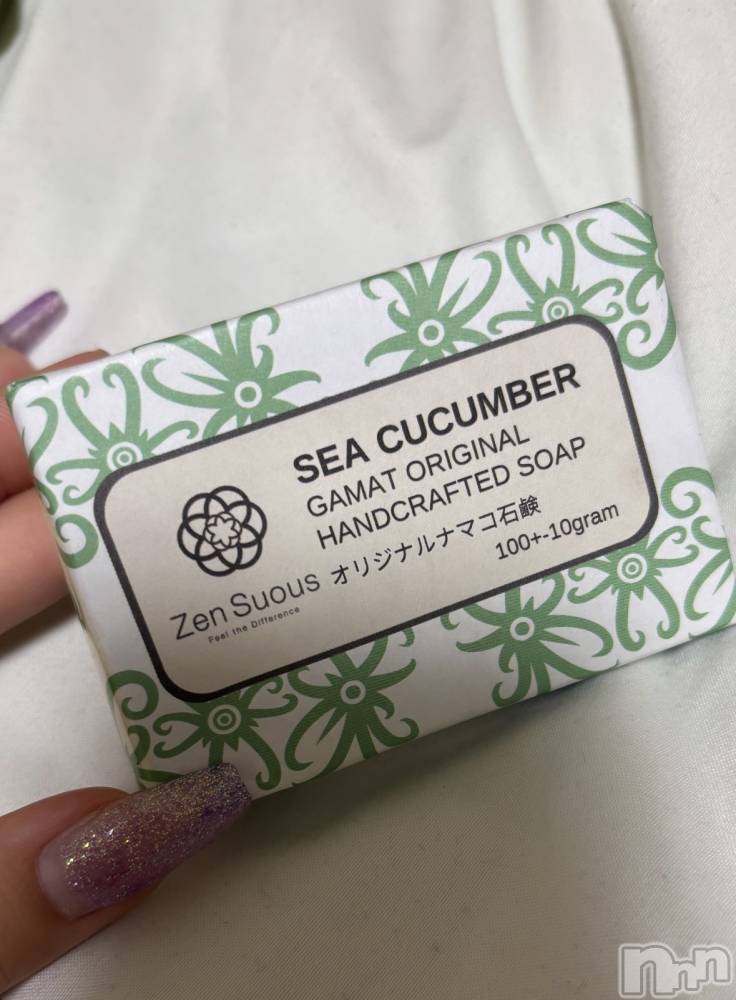 SEA CUCUMBER
GAMAT ORIGINAL
HANDCRAFTED SOAP
オリジナルナマコ石鹸
100+-10gram
Zen Suous
Feel the Difference
nnn